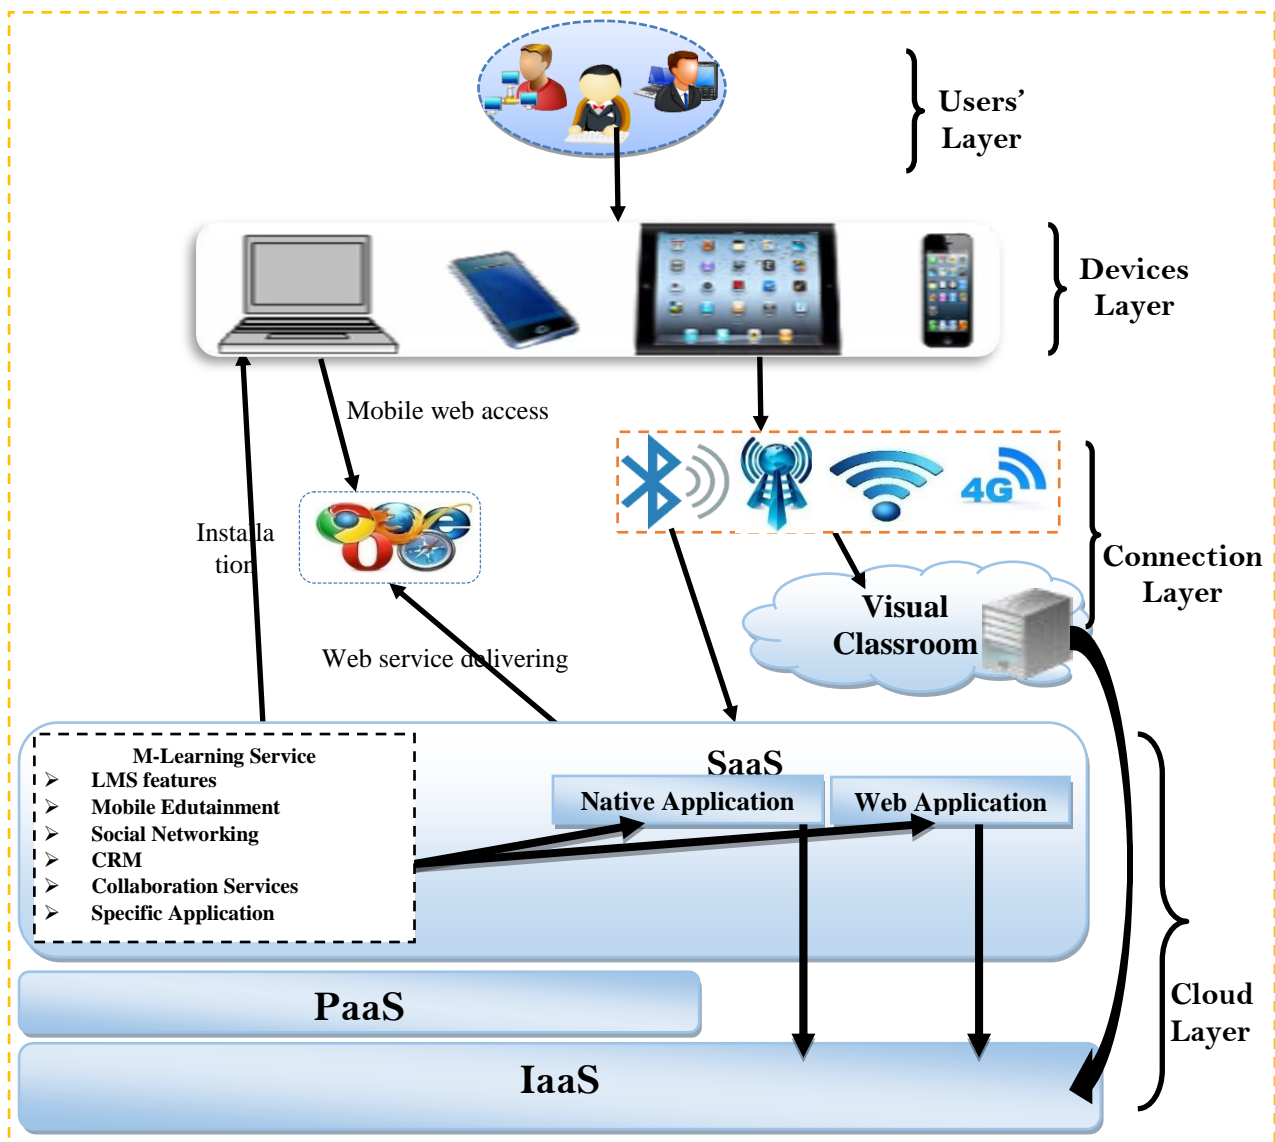 Users'
Layer
Devices
Layer
Mobile web access
4G
Installa
tion
Connection
Layer
Visual
Classroom
Web service delivering
M-Learning Service
➢ LMS features
➢ Mobile Edutainment
➢ Social Networking
➢ CRM
➢ Collaboration Services
➢ Specific Application
SaaS
Native Application
Web Application
PaaS
Cloud
Layer
IaaS